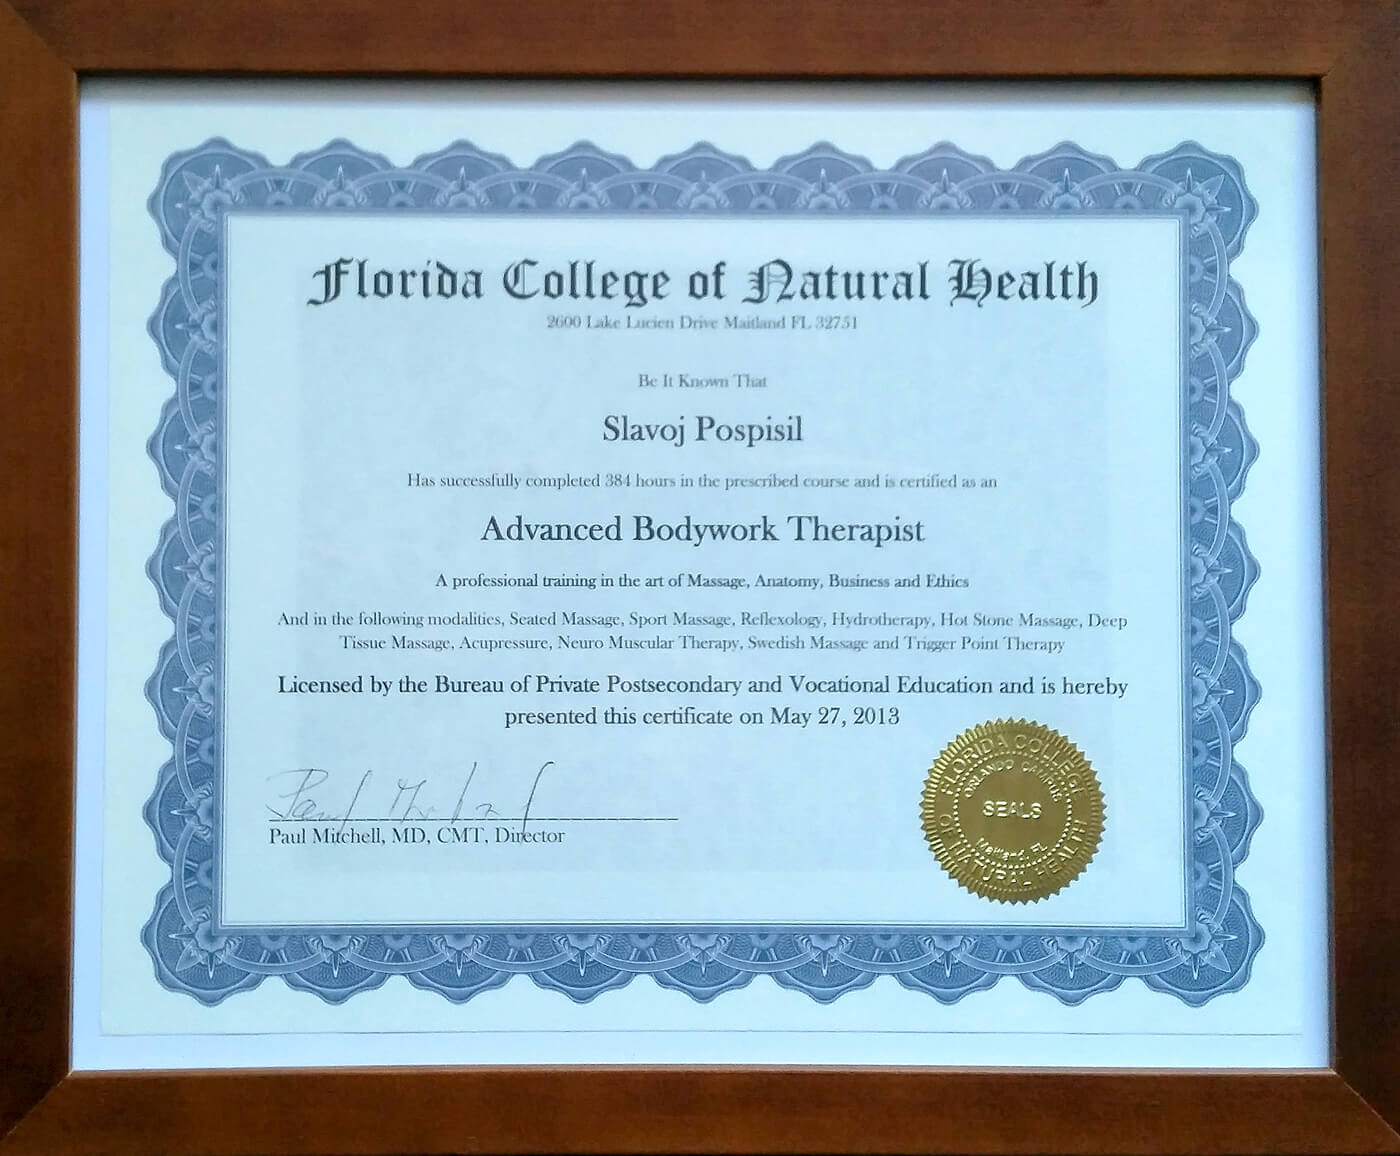 Florida College of Natural Health
2600 Lake Lucien Drive Maitland FL 32751
Be It Known That
Slavoj Pospisil
Has successfully completed 384 hours in the prescribed course and is certified as an
Advanced Bodywork Therapist
A professional training in the art of Massage, Anatomy, Business and Ethics
And in the following modalities, Seated Massage, Sport Massage, Reflexology, Hydrotherapy, Hot Stone Massage, Deep
Tissue Massage, Acupressure, Neuro Muscular Therapy, Swedish Massage and Trigger Point Therapy
Licensed by the Bureau of Private Postsecondary and Vocational Education and is hereby
presented this certificate on May 27, 2013
Paul Mitchell, MD, CMT, Director
FLORIDA COLLEGE
ORLANDO CAMPUS
SEALS
Maitland, FL
OF NATURAL HEALTH